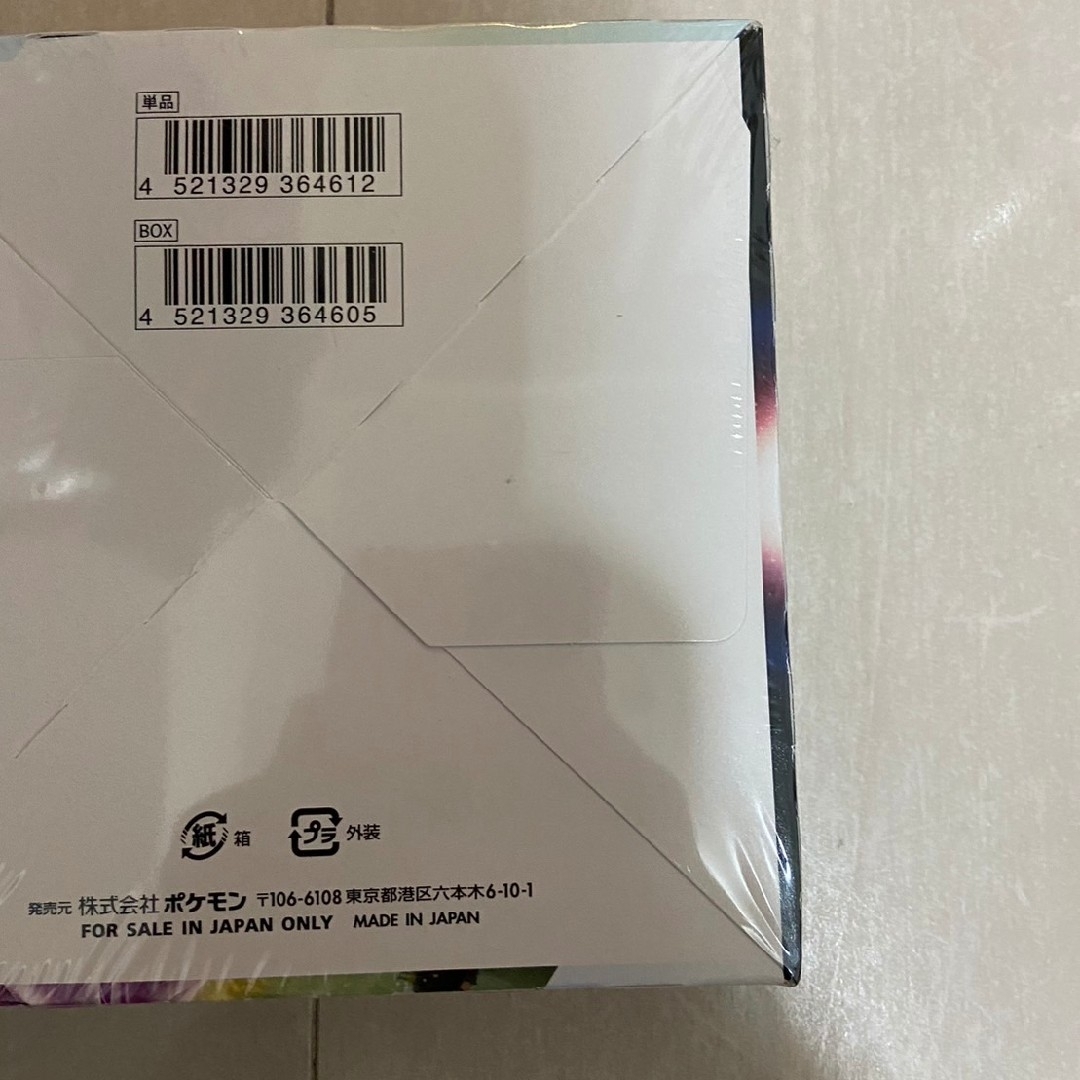 単品
4 521329 364612
BOX
4 521329 364605
紙 箱 プラ 外装
発売元 株式会社 ポケモン 〒106-6108 東京都港区六本木6-10-1
FOR SALE IN JAPAN ONLY MADE IN JAPAN